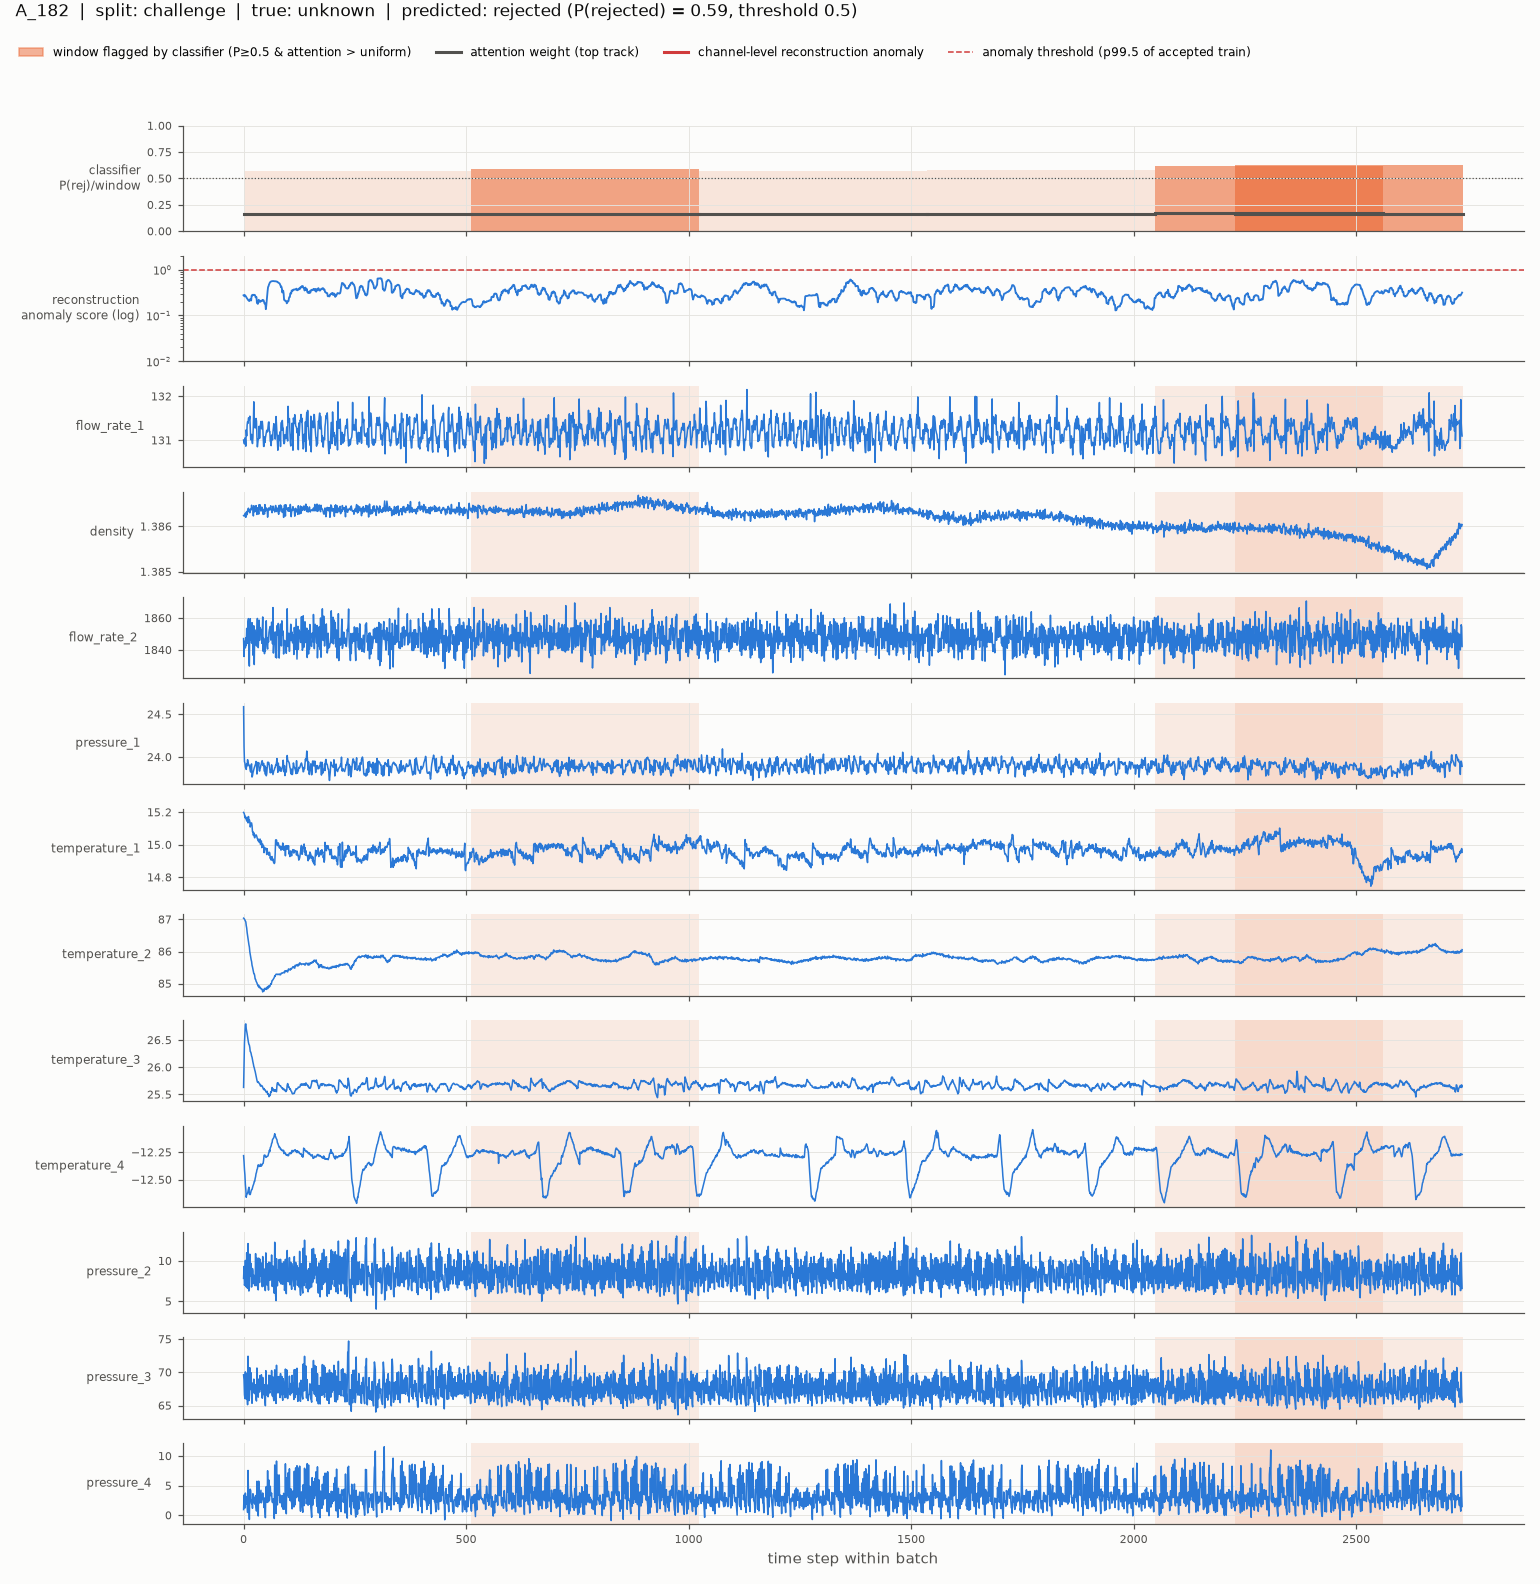 A_182  |  split: challenge  |  true: unknown  |  predicted: rejected (P(rejected) = 0.59, threshold 0.5)
window flagged by classifier (P≥0.5 & attention > uniform)
attention weight (top track)
channel-level reconstruction anomaly
anomaly threshold (p99.5 of accepted train)
classifier
P(rej)/window
1.00
0.75
0.50
0.25
0.00
reconstruction
anomaly score (log)
10⁰
10⁻¹
10⁻²
flow_rate_1
132
131
density
1.386
1.385
flow_rate_2
1860
1840
pressure_1
24.5
24.0
temperature_1
15.2
15.0
14.8
temperature_2
87
86
85
temperature_3
26.5
26.0
25.5
temperature_4
−12.25
−12.50
pressure_2
10
5
pressure_3
75
70
65
pressure_4
10
5
0
0 500 1000 1500 2000 2500
time step within batch